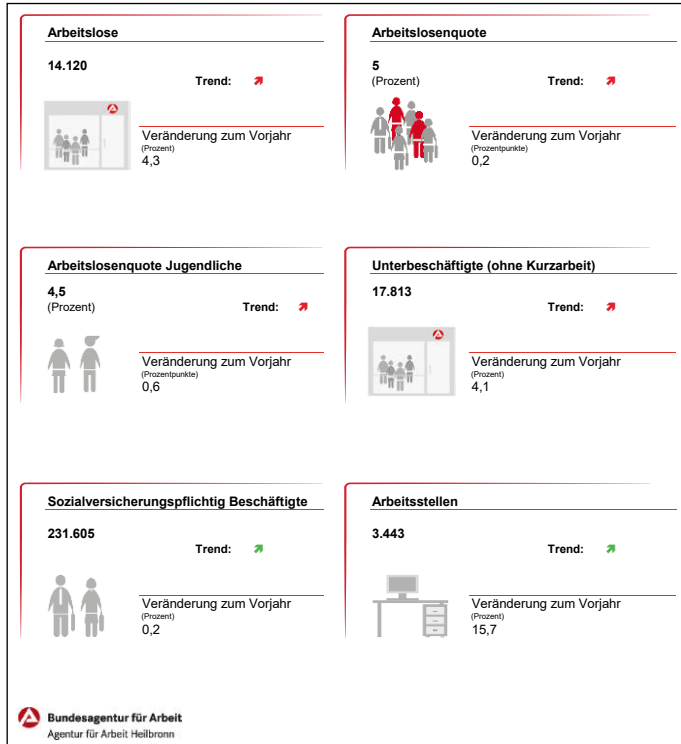 Arbeitslose
14.120
Trend:
Veränderung zum Vorjahr
(Prozent)
4,3
Arbeitslosenquote
5
(Prozent)
Trend:
Veränderung zum Vorjahr
(Prozentpunkte)
0,2
Arbeitslosenquote Jugendliche
4,5
(Prozent)
Trend:
Veränderung zum Vorjahr
(Prozentpunkte)
0,6
Unterbeschäftigte (ohne Kurzarbeit)
17.813
Trend:
Veränderung zum Vorjahr
(Prozent)
4,1
Sozialversicherungspflichtig Beschäftigte
231.605
Trend:
Veränderung zum Vorjahr
(Prozent)
0,2
Arbeitsstellen
3.443
Trend:
Veränderung zum Vorjahr
(Prozent)
15,7
Bundesagentur für Arbeit
Agentur für Arbeit Heilbronn